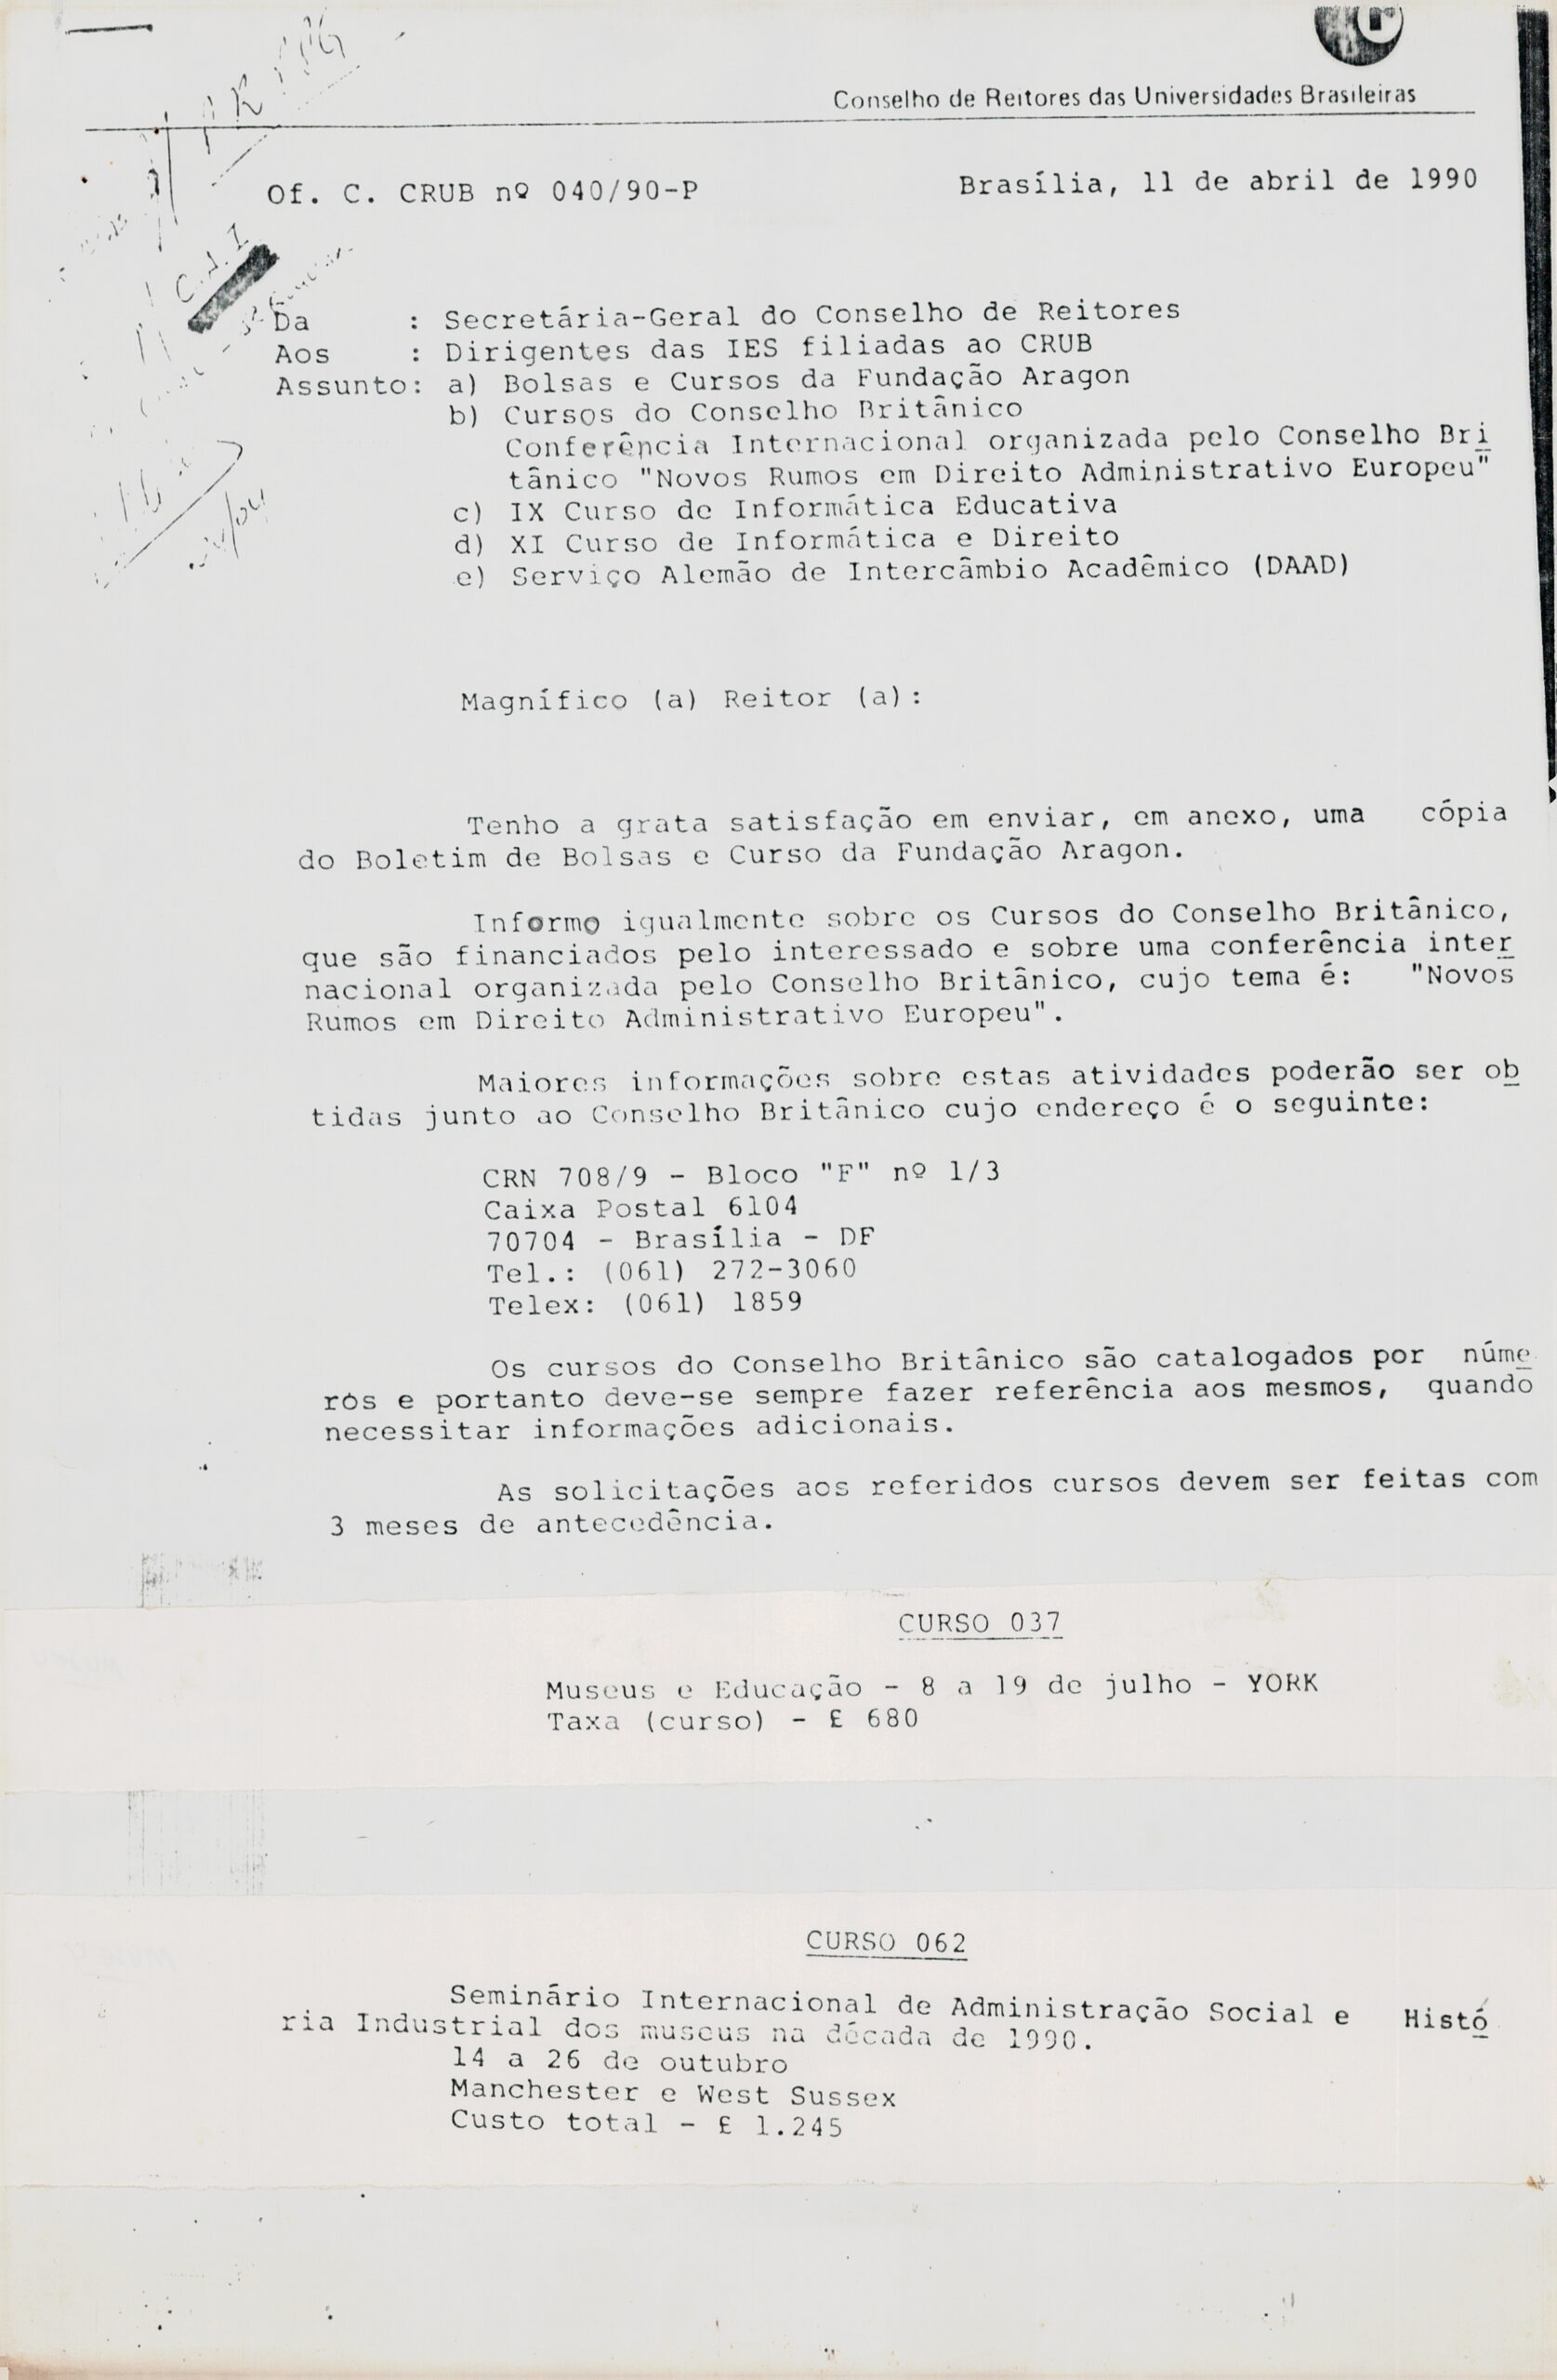 Conselho de Reitores das Universidades Brasileiras
Of. C. CRUB nº 040/90-P
Brasília, 11 de abril de 1990
C.A.I
Da : Secretária-Geral do Conselho de Reitores
Aos : Dirigentes das IES filiadas ao CRUB
Assunto: a) Bolsas e Cursos da Fundação Aragon
b) Cursos do Conselho Britânico
Conferência Internacional organizada pelo Conselho Bri
tânico "Novos Rumos em Direito Administrativo Europeu"
c) IX Curso de Informática Educativa
d) XI Curso de Informática e Direito
e) Serviço Alemão de Intercâmbio Acadêmico (DAAD)
Magnífico (a) Reitor (a):
Tenho a grata satisfação em enviar, em anexo, uma cópia
do Boletim de Bolsas e Curso da Fundação Aragon.
Informo igualmente sobre os Cursos do Conselho Britânico,
que são financiados pelo interessado e sobre uma conferência inter
nacional organizada pelo Conselho Britânico, cujo tema é: "Novos
Rumos em Direito Administrativo Europeu".
Maiores informações sobre estas atividades poderão ser ob
tidas junto ao Conselho Britânico cujo endereço é o seguinte:
CRN 708/9 - Bloco "F" nº 1/3
Caixa Postal 6104
70704 - Brasília - DF
Tel.: (061) 272-3060
Telex: (061) 1859
Os cursos do Conselho Britânico são catalogados por núme
ros e portanto deve-se sempre fazer referência aos mesmos, quando
necessitar informações adicionais.
As solicitações aos referidos cursos devem ser feitas com
3 meses de antecedência.
CURSO 037
Museus e Educação - 8 a 19 de julho - YORK
Taxa (curso) - £ 680
CURSO 062
Seminário Internacional de Administração Social e Histó
ria Industrial dos museus na década de 1990.
14 a 26 de outubro
Manchester e West Sussex
Custo total - £ 1.245